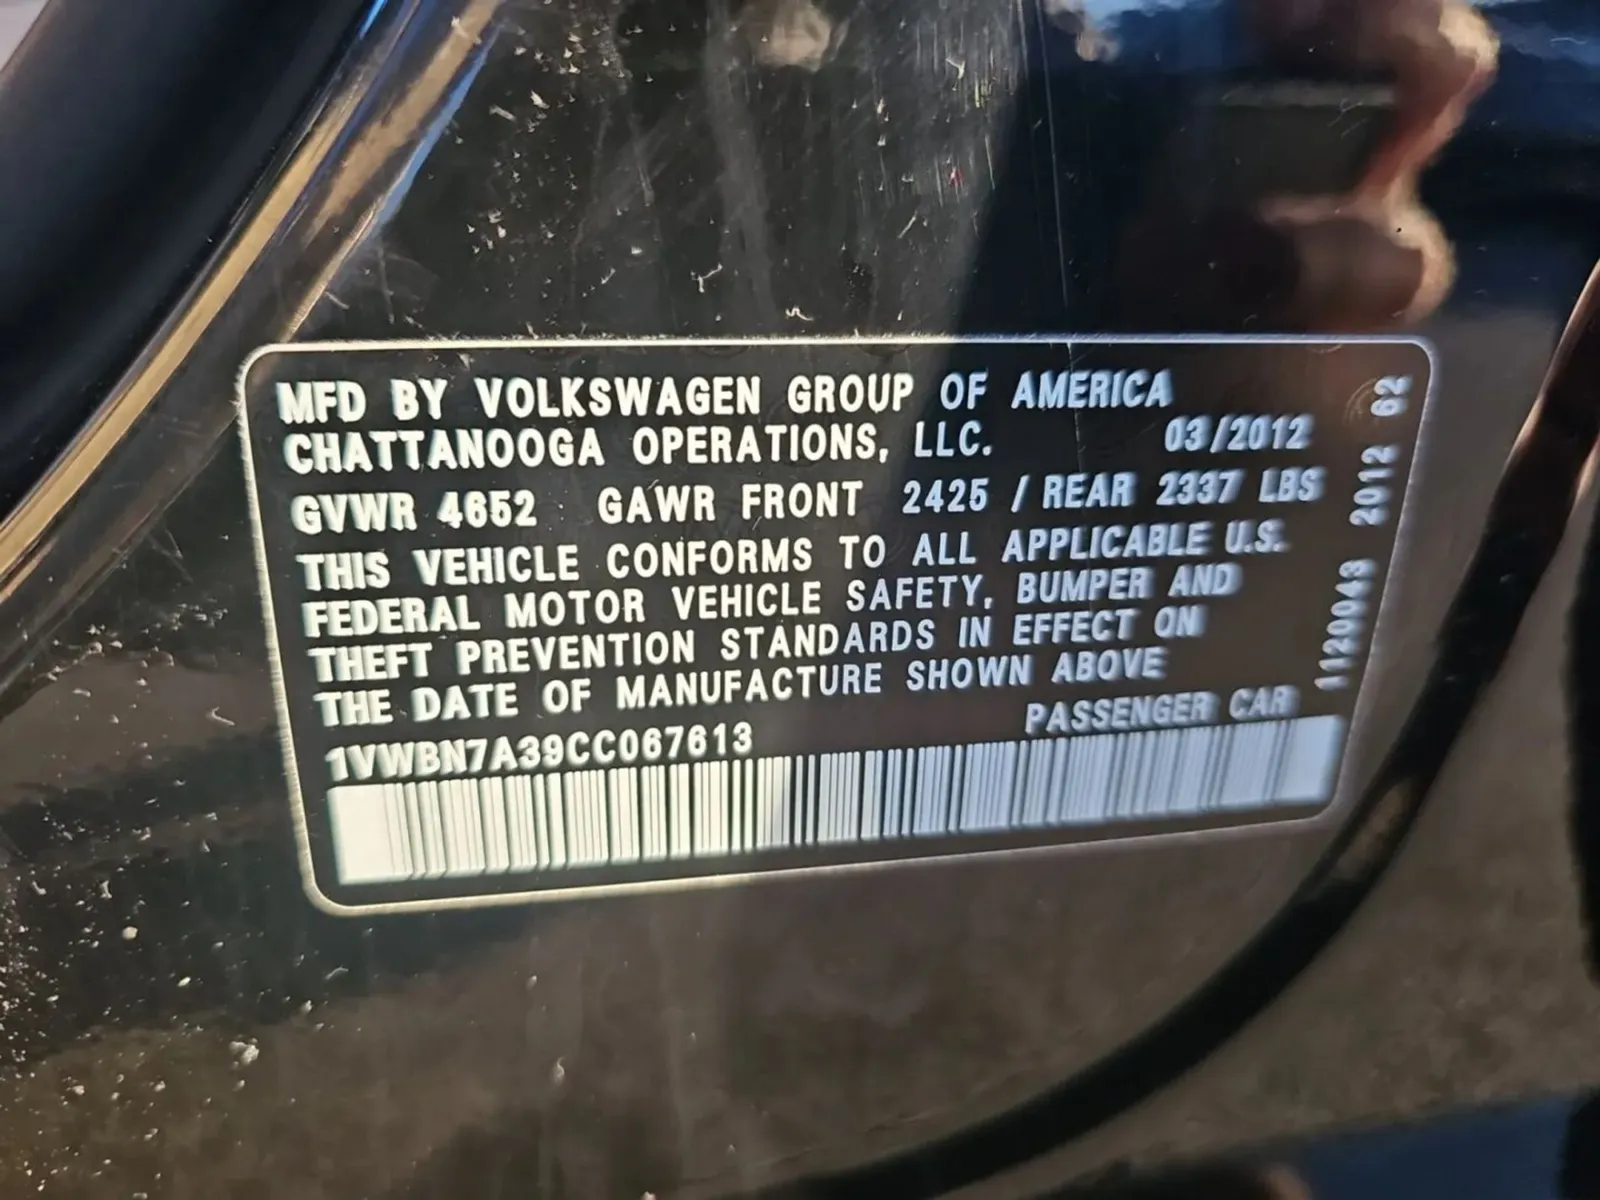 MFD BY VOLKSWAGEN GROUP OF AMERICA
CHATTANOOGA OPERATIONS, LLC. 03/2012
GVWR 4652 GAWR FRONT 2425 / REAR 2337 LBS
THIS VEHICLE CONFORMS TO ALL APPLICABLE U.S.
FEDERAL MOTOR VEHICLE SAFETY, BUMPER AND
THEFT PREVENTION STANDARDS IN EFFECT ON
THE DATE OF MANUFACTURE SHOWN ABOVE
PASSENGER CAR
1VWBN7A39CC067613
1120043 2012 62